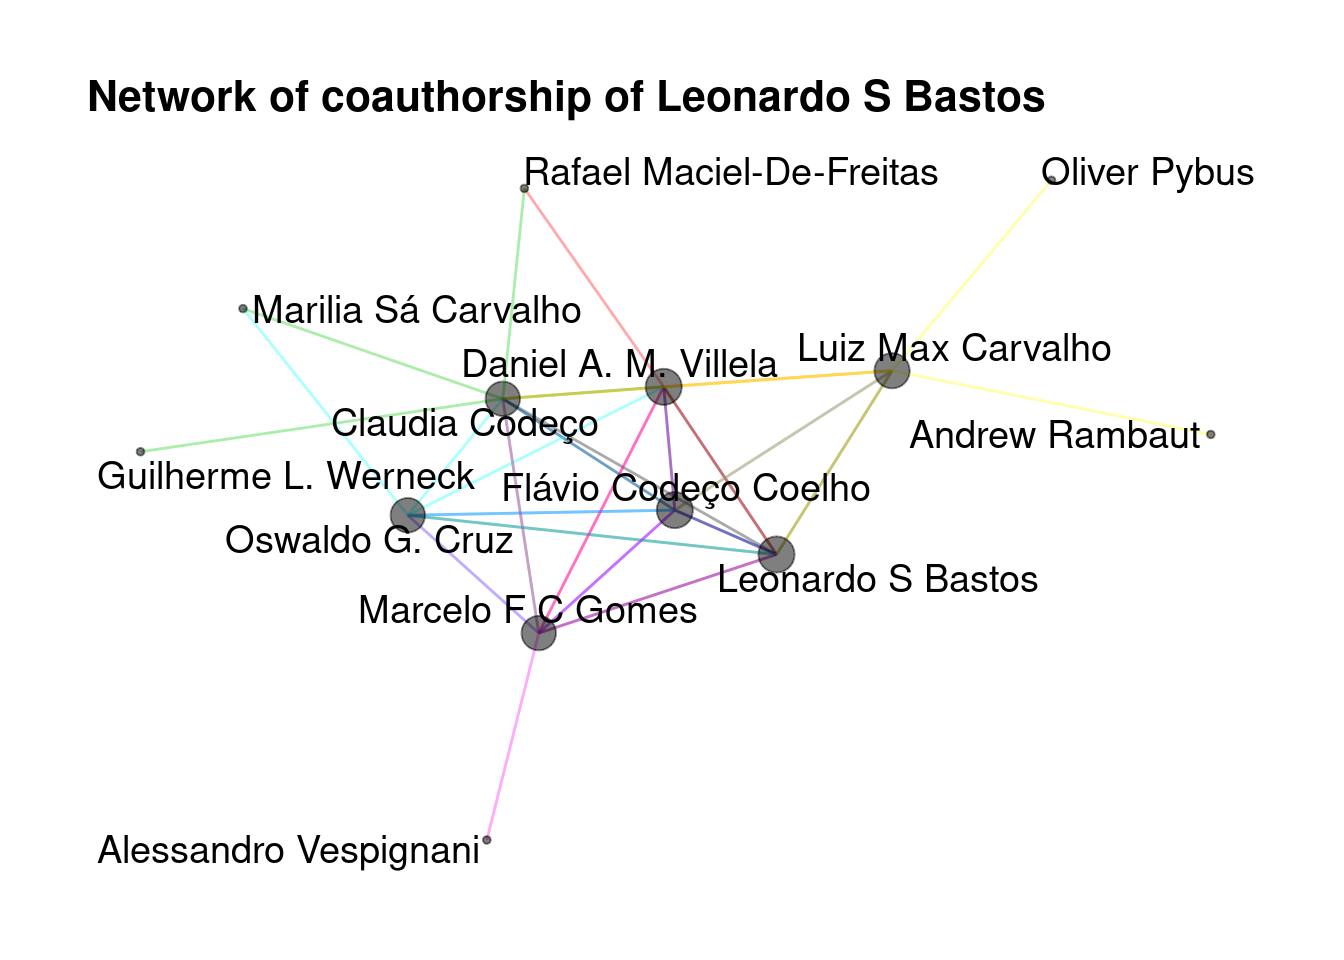 Network of coauthorship of Leonardo S Bastos
Rafael Maciel-De-Freitas
Oliver Pybus
Marilia Sá Carvalho
Luiz Max Carvalho
Daniel A. M. Villela
Claudia Codeço
Andrew Rambaut
Guilherme L. Werneck
Flávio Codeço Coelho
Oswaldo G. Cruz
Leonardo S Bastos
Marcelo F C Gomes
Alessandro Vespignani